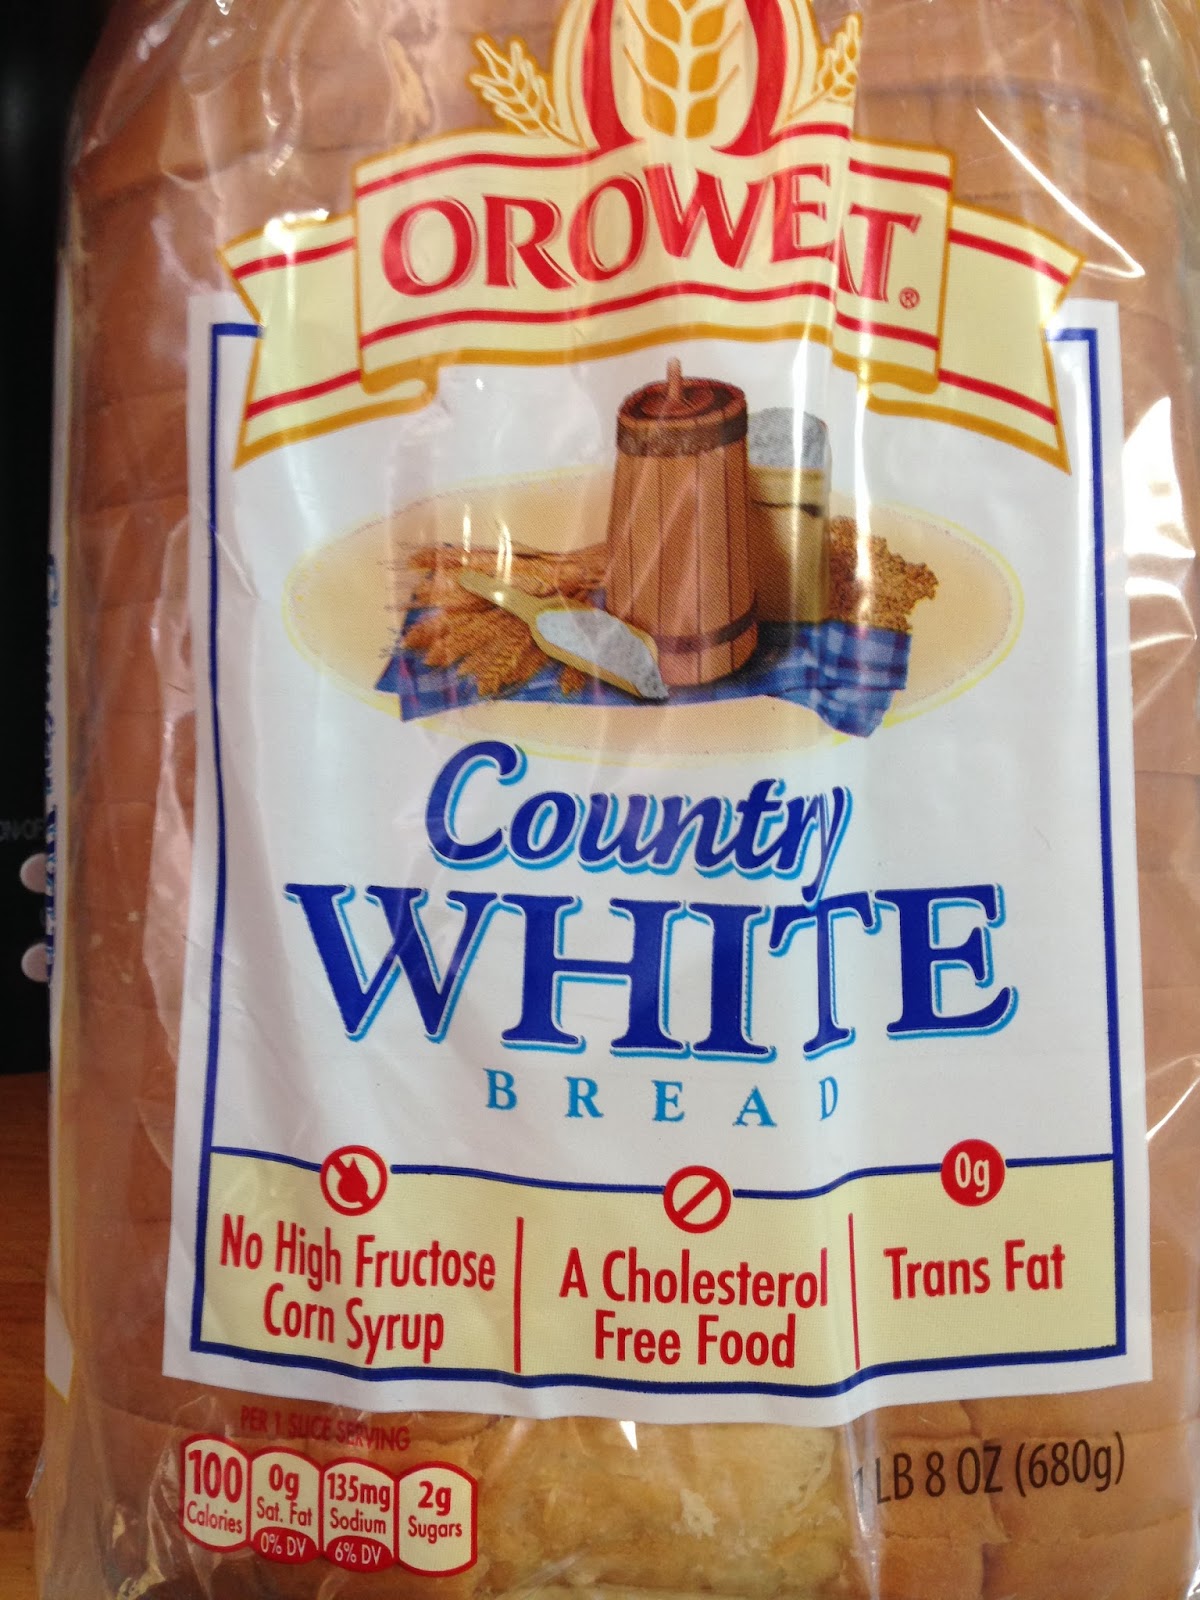 OROWEAT®
Country
WHITE
BREAD
0g
No High Fructose
Corn Syrup
A Cholesterol
Free Food
Trans Fat
PER 1 SLICE SERVING
100
Calories
0g
Sat. Fat
0% DV
135mg
Sodium
6% DV
2g
Sugars
1 LB 8 OZ (680g)